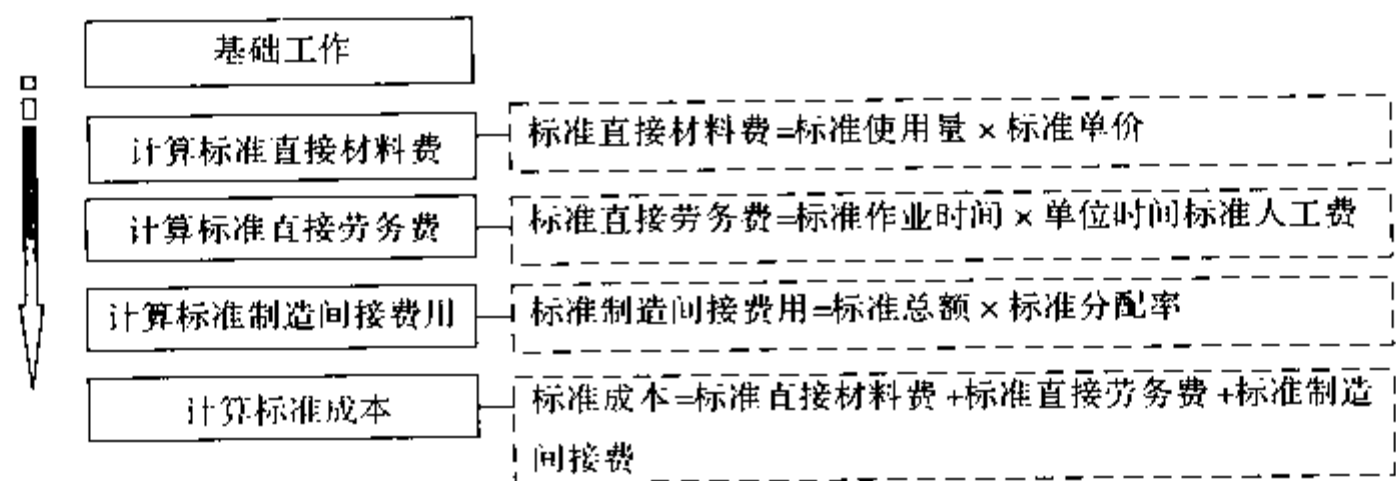 基础工作
计算标准直接材料费
标准直接材料费=标准使用量×标准单价
计算标准直接劳务费
标准直接劳务费=标准作业时间×单位时间标准人工费
计算标准制造间接费用
标准制造间接费用=标准总额×标准分配率
计算标准成本
标准成本=标准直接材料费+标准直接劳务费+标准制造
间接费